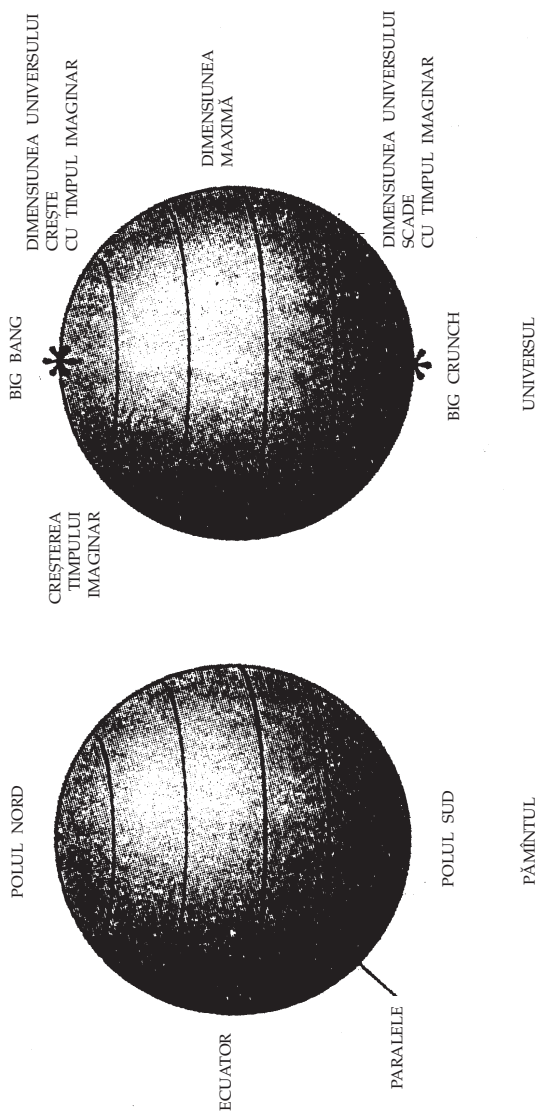 POLUL NORD
ECUATOR
PARALELE
POLUL SUD
PĂMÎNTUL
BIG BANG
CREȘTEREA
TIMPULUI
IMAGINAR
DIMENSIUNEA UNIVERSULUI
CREȘTE
CU TIMPUL IMAGINAR
DIMENSIUNEA
MAXIMĂ
DIMENSIUNEA UNIVERSULUI
SCADE
CU TIMPUL IMAGINAR
BIG CRUNCH
UNIVERSUL